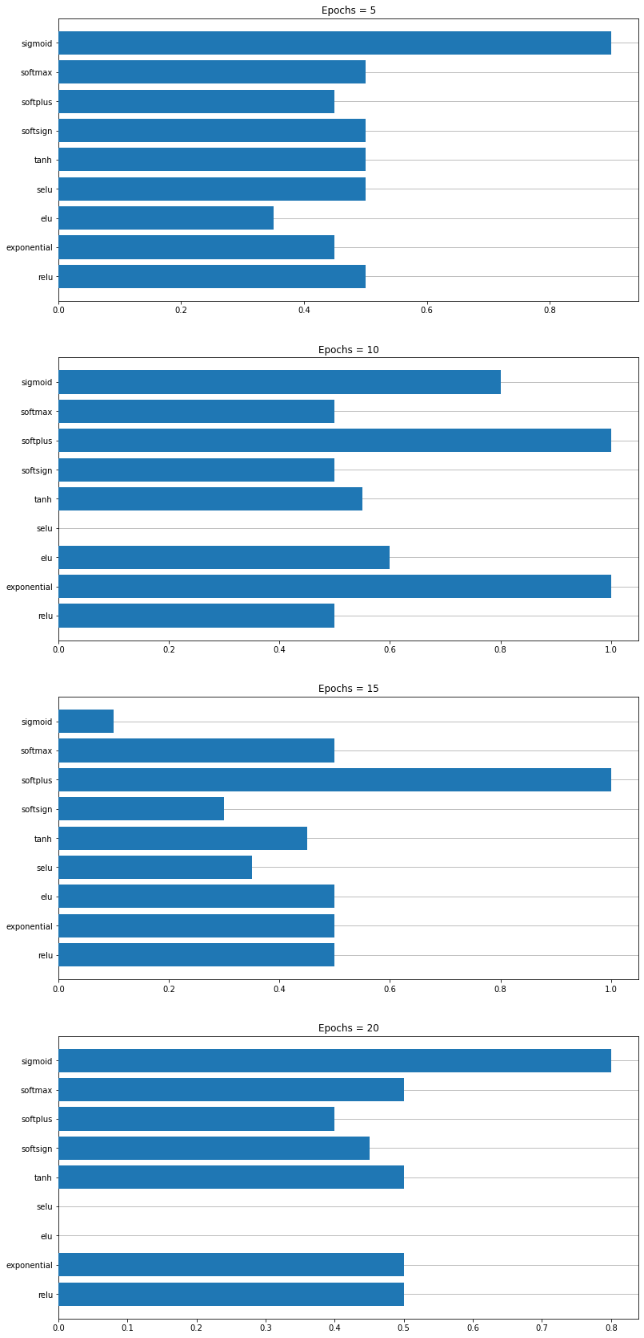 Epochs = 5
sigmoid
softmax
softplus
softsign
tanh
selu
elu
exponential
relu
0.0 0.2 0.4 0.6 0.8
Epochs = 10
sigmoid
softmax
softplus
softsign
tanh
selu
elu
exponential
relu
0.0 0.2 0.4 0.6 0.8 1.0
Epochs = 15
sigmoid
softmax
softplus
softsign
tanh
selu
elu
exponential
relu
0.0 0.2 0.4 0.6 0.8 1.0
Epochs = 20
sigmoid
softmax
softplus
softsign
tanh
selu
elu
exponential
relu
0.0 0.1 0.2 0.3 0.4 0.5 0.6 0.7 0.8